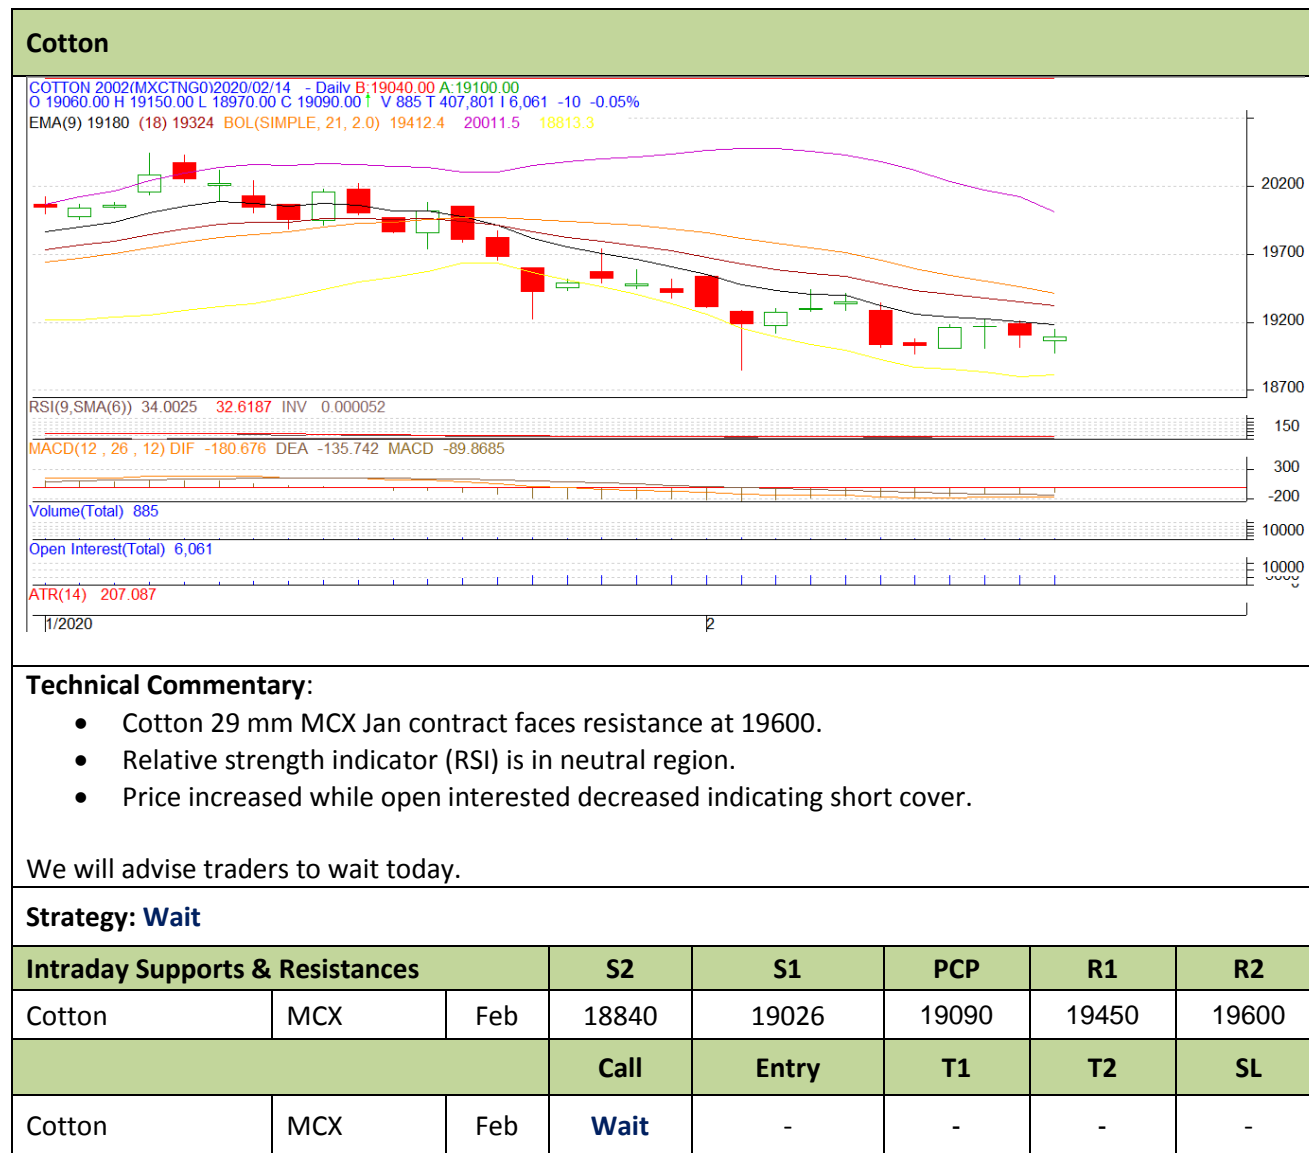 Cotton
COTTON 2002(MXCTNG0)2020/02/14 - Daily B:19040.00 A:19100.00
O 19060.00 H 19150.00 L 18970.00 C 19090.00↑ V 885 T 407,801 I 6,061 -10 -0.05%
EMA(9) 19180 (18) 19324 BOL(SIMPLE, 21, 2.0) 19412.4 20011.5 18813.3
20200
19700
19200
18700
RSI(9,SMA(6)) 34.0025 32.6187 INV 0.000052
150
MACD(12 , 26 , 12) DIF -180.676 DEA -135.742 MACD -89.8685
300
-200
Volume(Total) 885
10000
Open Interest(Total) 6,061
10000
ATR(14) 207.087
1/2020 2
Technical Commentary:
• Cotton 29 mm MCX Jan contract faces resistance at 19600.
• Relative strength indicator (RSI) is in neutral region.
• Price increased while open interested decreased indicating short cover.
We will advise traders to wait today.
Strategy: Wait
Intraday Supports & Resistances S2 S1 PCP R1 R2
Cotton MCX Feb 18840 19026 19090 19450 19600
Call Entry T1 T2 SL
Cotton MCX Feb Wait - - - -